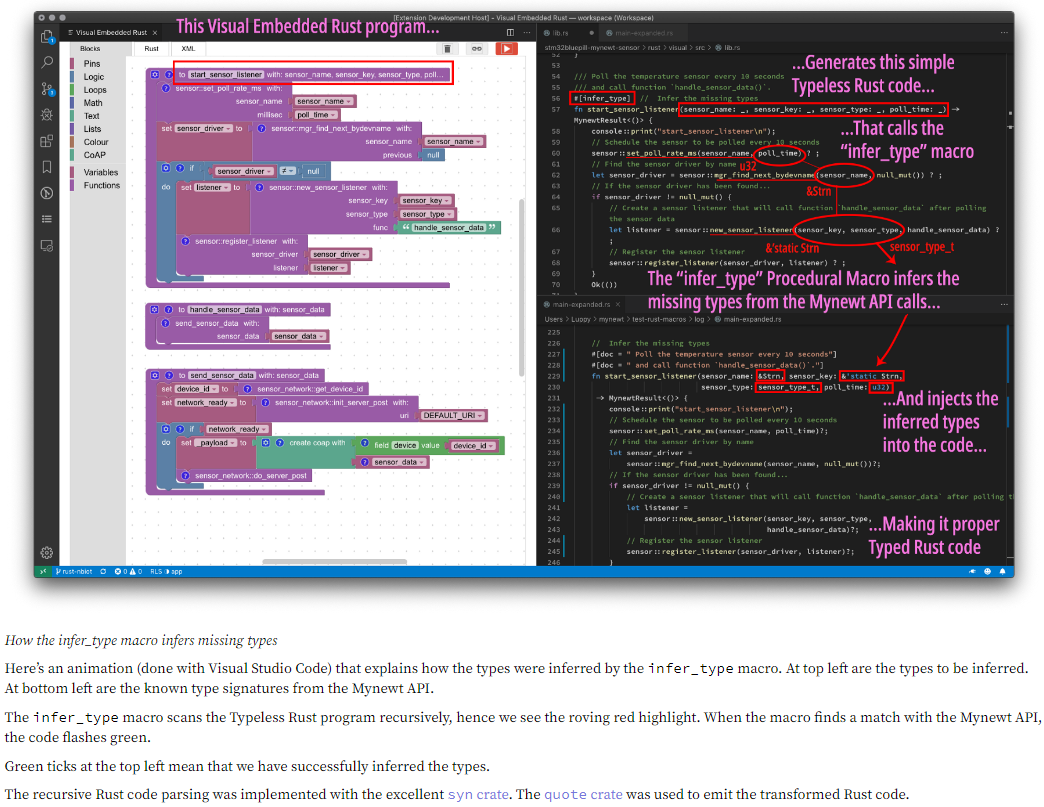 [Extension Development Host] - Visual Embedded Rust — workspace (Workspace)
This Visual Embedded Rust program...
Visual Embedded Rust
Blocks
Rust
XML
Pins
Logic
Loops
Math
Text
Lists
Colour
CoAP
Variables
Functions
to start_sensor_listener with: sensor_name, sensor_key, sensor_type, poll...
sensor::set_poll_rate_ms with:
sensor_name sensor_name
millisec poll_time
set sensor_driver to sensor::mgr_find_next_bydevname with:
sensor_name sensor_name
previous null
if sensor_driver ≠ null
do set listener to sensor::new_sensor_listener with:
sensor_key sensor_key
sensor_type sensor_type
func “ handle_sensor_data ”
sensor::register_listener with:
sensor_driver sensor_driver
listener listener
to handle_sensor_data with: sensor_data
send_sensor_data with:
sensor_data sensor_data
to send_sensor_data with: sensor_data
set device_id to sensor_network::get_device_id
set network_ready to sensor_network::init_server_post with:
uri DEFAULT_URI
if network_ready
do set _payload to create coap with field device value device_id
sensor_data
sensor_network::do_server_post
rust-nbiot 0 0 RLS app
lib.rs
main-expanded.rs
stm32bluepill-mynewt-sensor › rust › visual › src › lib.rs
52 }
53
54 /// Poll the temperature sensor every 10 seconds
55 /// and call function `handle_sensor_data()`.
56 #[infer_type] // Infer the missing types
57 fn start_sensor_listener(sensor_name: _, sensor_key: _, sensor_type: _, poll_time: _) ->
MynewtResult<()> {
58 console::print("start_sensor_listener\n");
59 // Schedule the sensor to be polled every 10 seconds
60 sensor::set_poll_rate_ms(sensor_name, poll_time) ? ;
61 // Find the sensor driver by name
62 let sensor_driver = sensor::mgr_find_next_bydevname(sensor_name, null_mut()) ? ;
63 // If the sensor driver has been found...
64 if sensor_driver != null_mut() {
65 // Create a sensor listener that will call function `handle_sensor_data` after polling
the sensor data
66 let listener = sensor::new_sensor_listener(sensor_key, sensor_type, handle_sensor_data) ?
;
67 // Register the sensor listener
68 sensor::register_listener(sensor_driver, listener) ? ;
69 }
70 Ok(())
...Generates this simple
Typeless Rust code...
...That calls the
“infer_type” macro
u32
&Strn
&'static Strn
sensor_type_t
The “infer_type” Procedural Macro infers the
missing types from the Mynewt API calls...
main-expanded.rs
Users › Luppy › mynewt › test-rust-macros › log › main-expanded.rs
225
226 // Infer the missing types
227 #[doc = " Poll the temperature sensor every 10 seconds"]
228 #[doc = " and call function `handle_sensor_data()`."]
229 fn start_sensor_listener(sensor_name: &Strn, sensor_key: &'static Strn,
230 sensor_type: sensor_type_t, poll_time: u32)
231 -> MynewtResult<()> {
232 console::print("start_sensor_listener\n");
233 // Schedule the sensor to be polled every 10 seconds
234 sensor::set_poll_rate_ms(sensor_name, poll_time)?;
235 // Find the sensor driver by name
236 let sensor_driver =
237 sensor::mgr_find_next_bydevname(sensor_name, null_mut())?;
238 // If the sensor driver has been found...
239 if sensor_driver != null_mut() {
240 // Create a sensor listener that will call function `handle_sensor_data` after polling
241 let listener =
242 sensor::new_sensor_listener(sensor_key, sensor_type,
243 handle_sensor_data)?;
244 // Register the sensor listener
245 sensor::register_listener(sensor_driver, listener)?;
246 }
...And injects the
inferred types
into the code...
...Making it proper
Typed Rust code
How the infer_type macro infers missing types
Here’s an animation (done with Visual Studio Code) that explains how the types were inferred by the infer_type macro. At top left are the types to be inferred.
At bottom left are the known type signatures from the Mynewt API.
The infer_type macro scans the Typeless Rust program recursively, hence we see the roving red highlight. When the macro finds a match with the Mynewt API,
the code flashes green.
Green ticks at the top left mean that we have successfully inferred the types.
The recursive Rust code parsing was implemented with the excellent syn crate. The quote crate was used to emit the transformed Rust code.